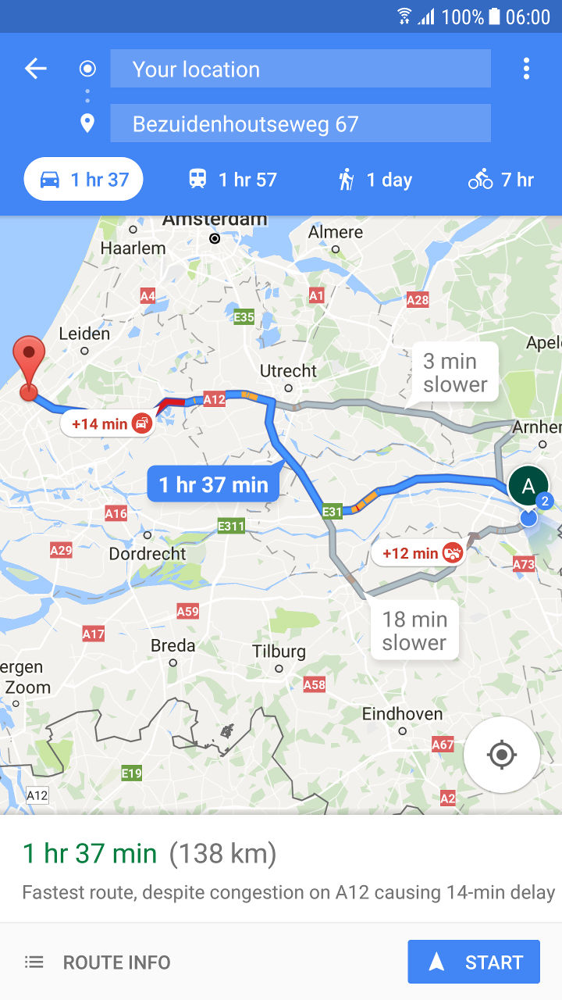 100% 06:00
Your location
Bezuidenhoutseweg 67
1 hr 37 1 hr 57 1 day 7 hr
Amsterdam
Almere
Haarlem
A4 A1 A28
E35
Leiden
Apel
Utrecht
3 min
slower
A12
+14 min
Arnher
1 hr 37 min
A
2
E31
A16
E311
A29
Dordrecht
+12 min
A73
A59
18 min
slower
A17
Breda
Tilburg
ergen
Zoom
A58
Eindhoven
A67
E19
A12
A2
1 hr 37 min (138 km)
Fastest route, despite congestion on A12 causing 14-min delay
ROUTE INFO
START